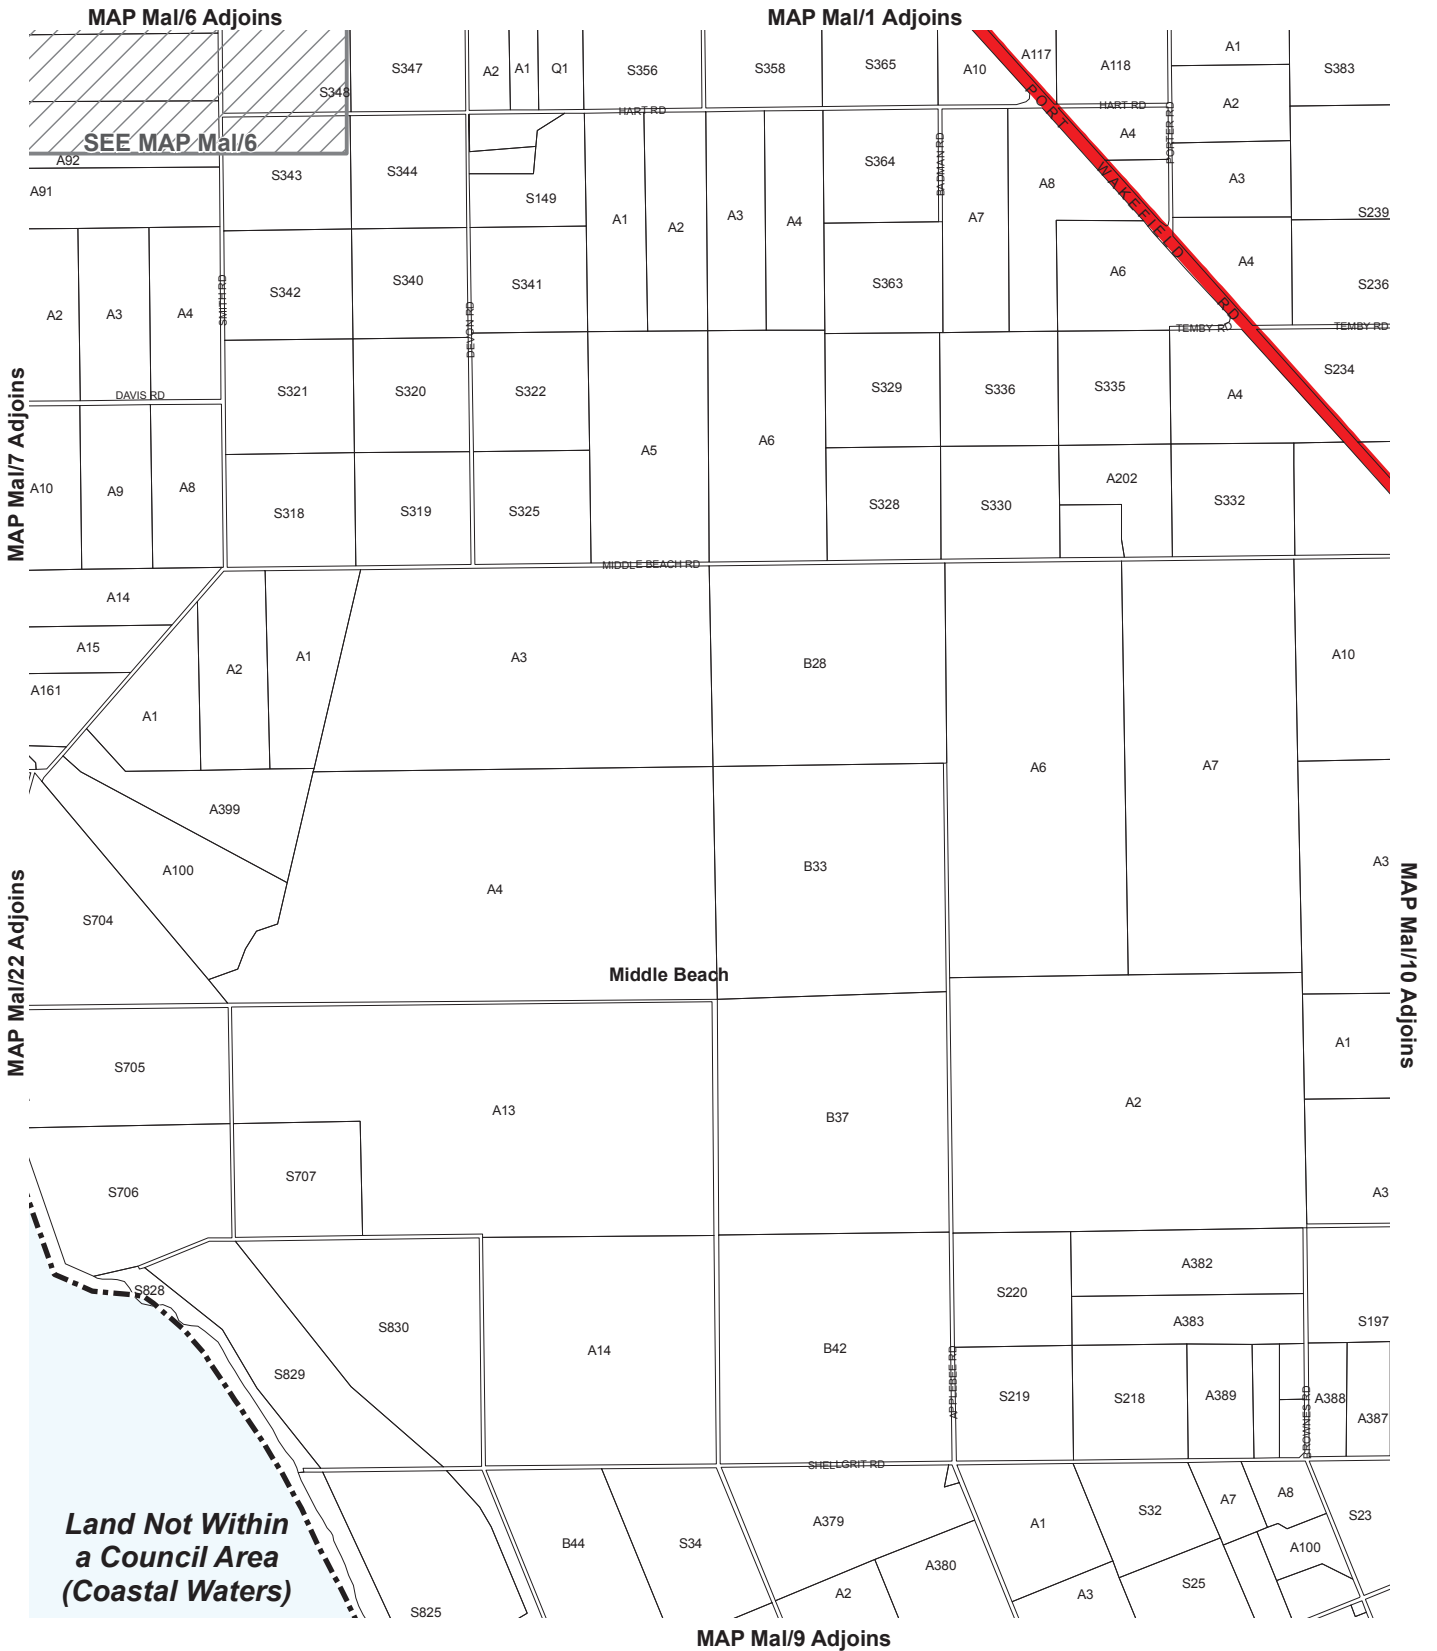 MAP Mal/6 Adjoins
MAP Mal/1 Adjoins
S347
A2
A1
Q1
S356
S358
S365
A10
A117
A118
A1
S383
S348
HART RD
HART RD
A2
SEE MAP Mal/6
A92
A91
S343
S344
S149
S364
BADMAN RD
A8
A4
PORTER RD
A3
PORT WAKEFIELD RD
S239
A1
A2
A3
A4
A7
A2
A3
A4
SMITH RD
S342
S340
DEVON RD
S341
S363
A6
A4
S236
TEMBY RD
TEMBY RD
DAVIS RD
S321
S320
S322
A5
A6
S329
S336
S335
A4
S234
MAP Mal/7 Adjoins
A10
A9
A8
S318
S319
S325
S328
S330
A202
S332
MIDDLE BEACH RD
A14
A15
A161
A1
A2
A1
A3
B28
A6
A7
A10
A399
A100
S704
A4
B33
A3
MAP Mal/22 Adjoins
MAP Mal/10 Adjoins
Middle Beach
S705
A13
B37
A2
A1
S706
S707
A3
S828
S829
S830
A14
B42
S220
A382
A383
S197
APPLEBEE RD
S219
S218
A389
BROWNES RD
A388
A387
SHELLGRIT RD
Land Not Within
a Council Area
(Coastal Waters)
B44
S34
A379
A380
A2
A1
S32
A7
A8
S23
A100
A3
S25
S825
MAP Mal/9 Adjoins